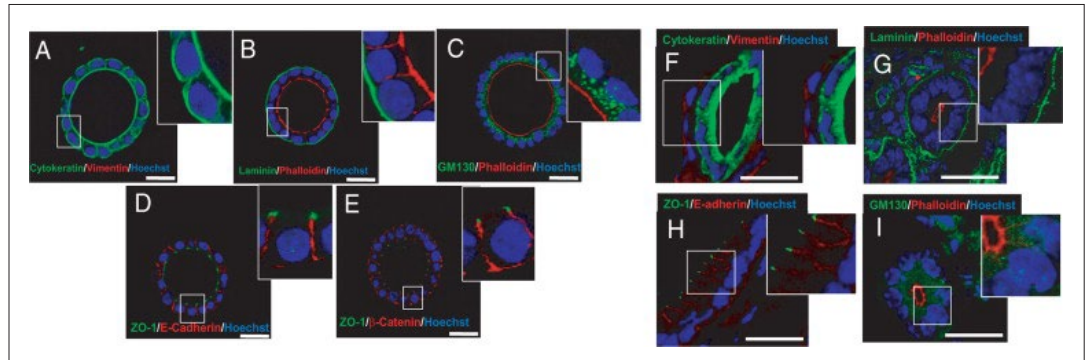 A
Cytokeratin/Vimentin/Hoechst
B
Laminin/Phalloidin/Hoechst
C
GM130/Phalloidin/Hoechst
D
ZO-1/E-Cadherin/Hoechst
E
ZO-1/β-Catenin/Hoechst
Cytokeratin/Vimentin/Hoechst
F
Laminin/Phalloidin/Hoechst
G
ZO-1/E-adherin/Hoechst
H
GM130/Phalloidin/Hoechst
I